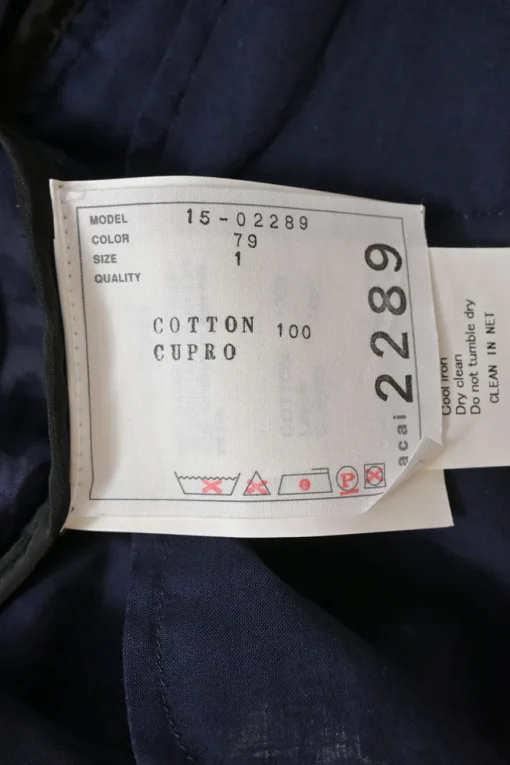 MODEL 15-02289
COLOR 79
SIZE 1
QUALITY
COTTON 100
CUPRO
P
acai 2289
Cool iron
Dry clean
Do not tumble dry
CLEAN IN NET